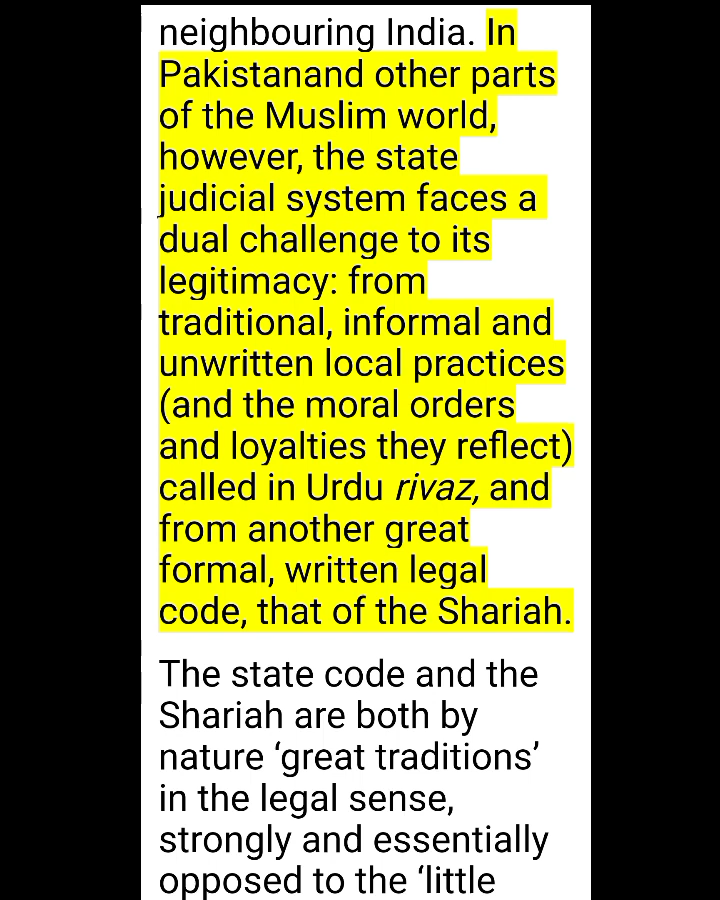 neighbouring India. In
Pakistanand other parts
of the Muslim world,
however, the state
judicial system faces a
dual challenge to its
legitimacy: from
traditional, informal and
unwritten local practices
(and the moral orders
and loyalties they reflect)
called in Urdu rivaz, and
from another great
formal, written legal
code, that of the Shariah.
The state code and the
Shariah are both by
nature ‘great traditions’
in the legal sense,
strongly and essentially
opposed to the ‘little